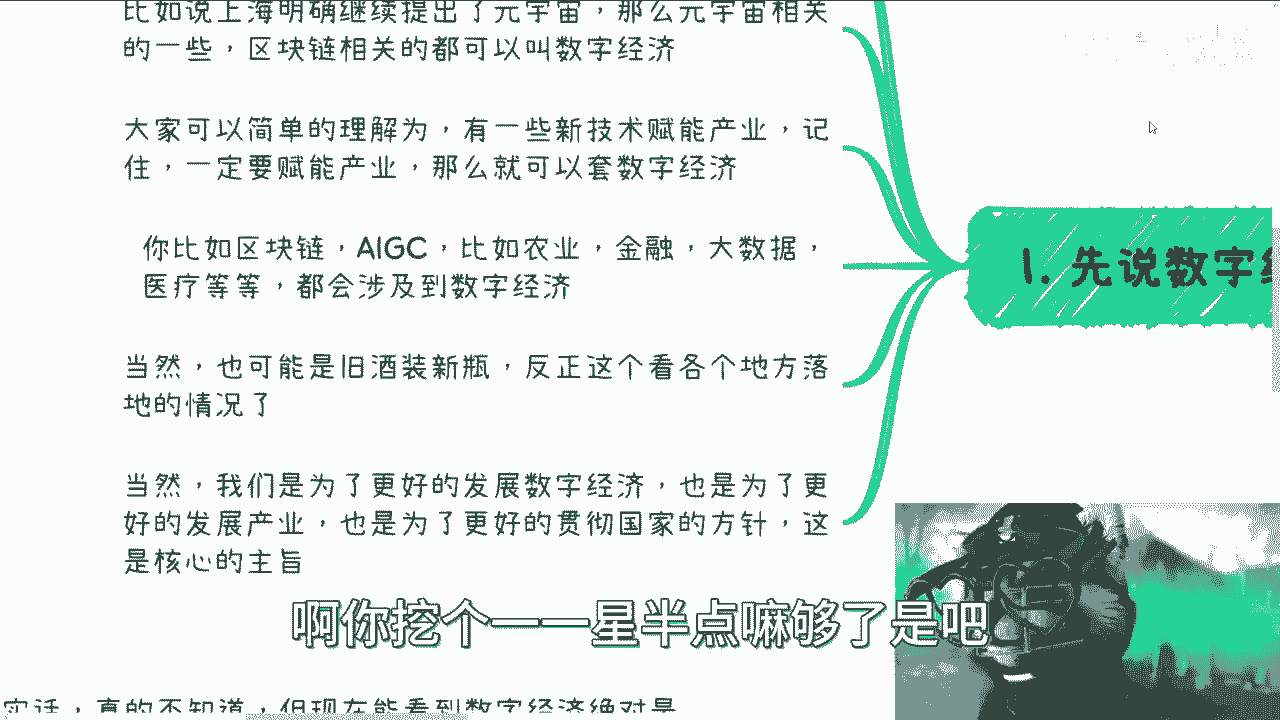 比如说上海明确继续提出了元宇宙，那么元宇宙相关
的一些，区块链相关的都可以叫数字经济
大家可以简单的理解为，有一些新技术赋能产业，记
住，一定要赋能产业，那么就可以套数字经济
你比如区块链，AIGC，比如农业，金融，大数据，
医疗等等，都会涉及到数字经济
当然，也可能是旧酒装新瓶，反正这个看各个地方落
地的情况了
当然，我们是为了更好的发展数字经济，也是为了更
好的发展产业，也是为了更好的贯彻国家的方针，这
是核心的主旨
1. 先说数字经
啊你挖个一一星半点嘛够了是吧
实话，真的不知道，但现在能看到数字经济绝对是